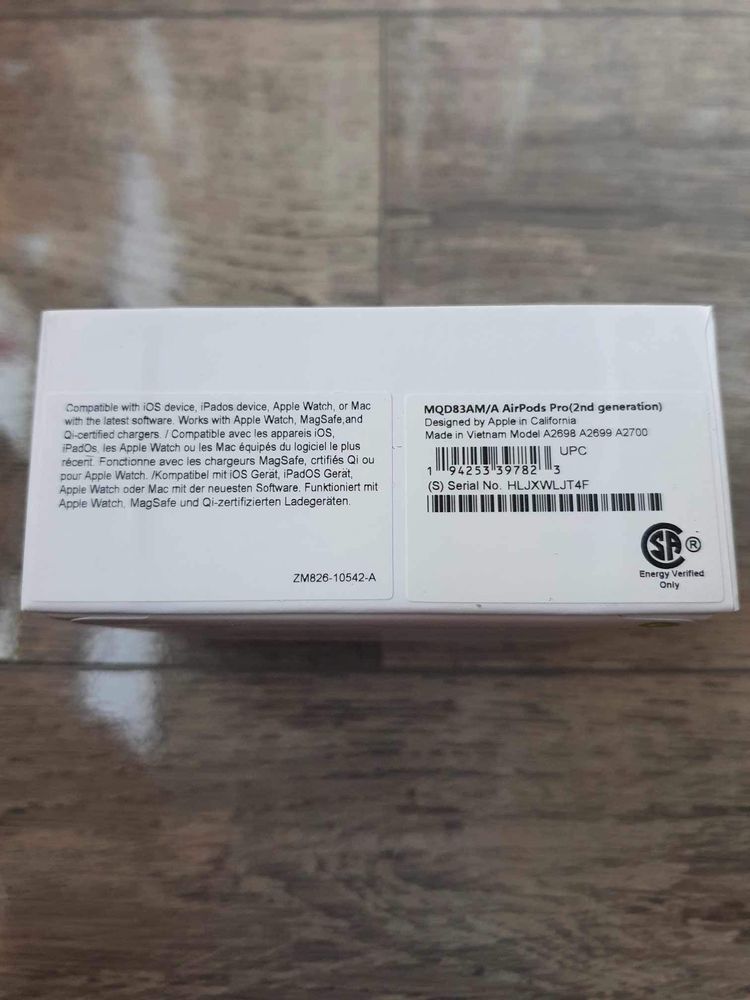 Compatible with iOS device, iPados device, Apple Watch, or Mac
with the latest software. Works with Apple Watch, MagSafe,and
Qi-certified chargers. / Compatible avec les appareis iOS,
iPadOs, les Apple Watch ou les Mac équipés du logiciel le plus
récent. Fonctionne avec les chargeurs MagSafe, crtifiés Qi ou
pour Apple Watch. /Kompatibel mit iOS Gerät, iPadOS Gerät,
Apple Watch oder Mac mit der neuesten Software. Funktioniert mit
Apple Watch, MagSafe und Qi-zertifizierten Ladegeräten.
ZM826-10542-A
MQD83AM/A AirPods Pro(2nd generation)
Designed by Apple in California
Made in Vietnam Model A2698 A2699 A2700
UPC
1 94253 39782 3
(S) Serial No. HLJXWLJT4F
SA ®
Energy Verified
Only